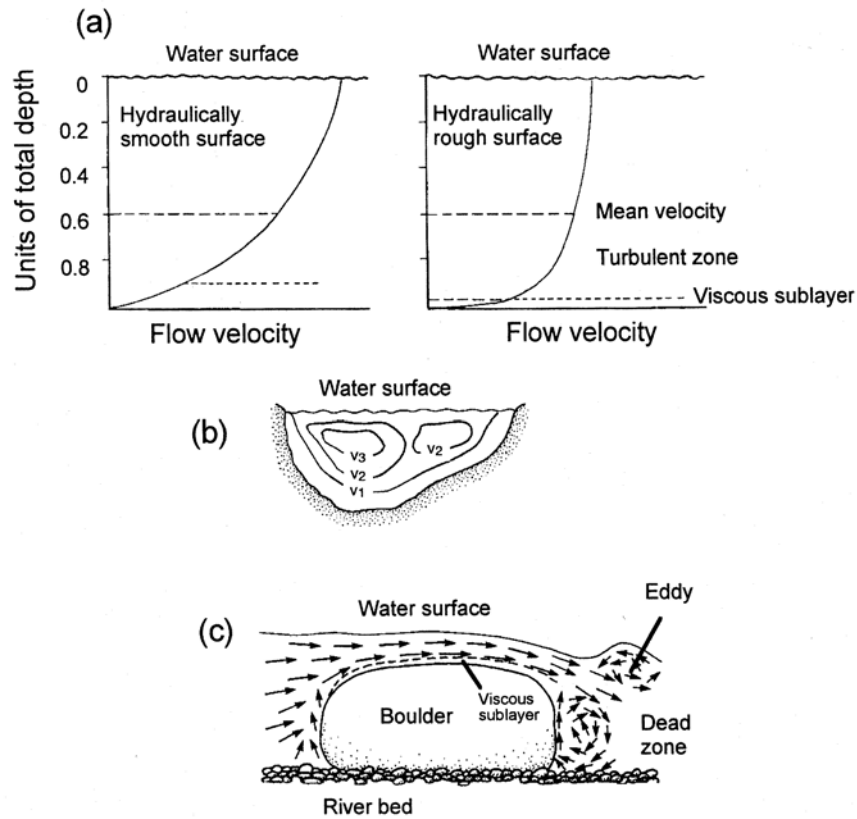 (a)
Water surface
Water surface
Units of total depth
0
0.2
0.4
0.6
0.8
Hydraulically
smooth surface
Hydraulically
rough surface
Mean velocity
Turbulent zone
Viscous sublayer
Flow velocity
Flow velocity
Water surface
(b)
v3
v2
v2
v1
Eddy
Water surface
(c)
Viscous
sublayer
Boulder
Dead
zone
River bed